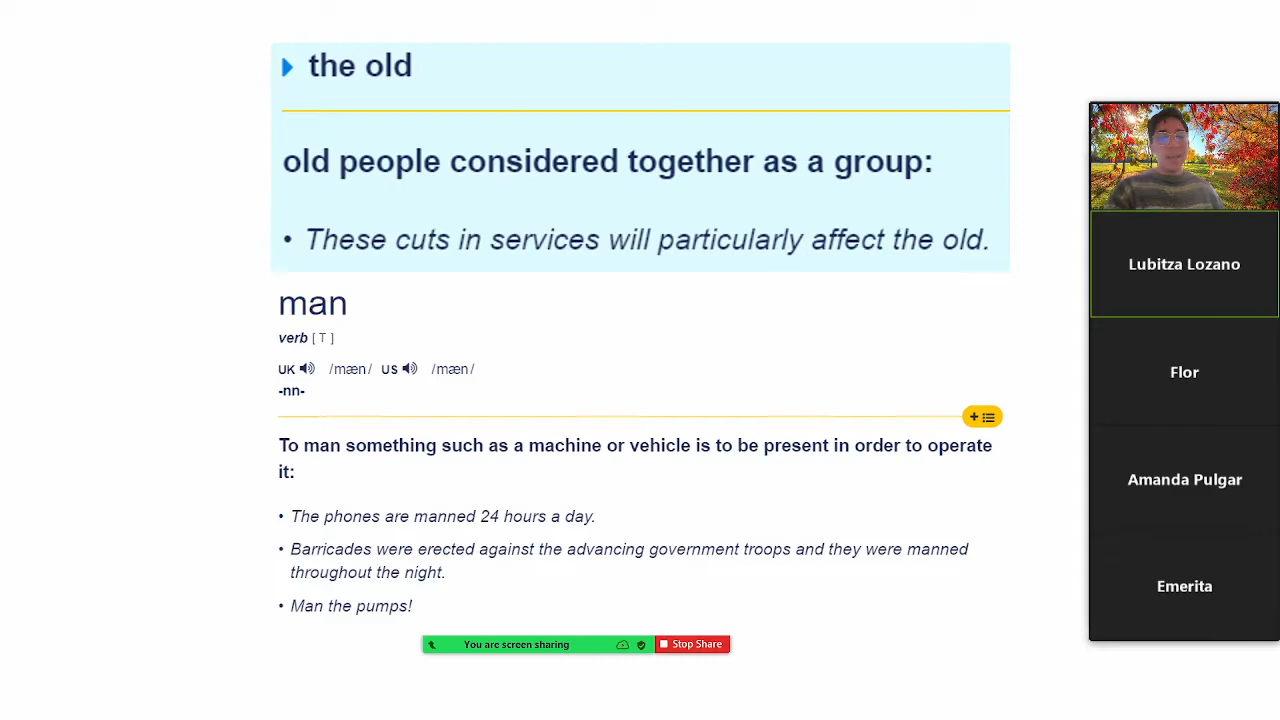 the old
old people considered together as a group:
• These cuts in services will particularly affect the old.
man
verb [ T ]
UK /mæn/ US /mæn/
-nn-
+
To man something such as a machine or vehicle is to be present in order to operate
it:
• The phones are manned 24 hours a day.
• Barricades were erected against the advancing government troops and they were manned
throughout the night.
• Man the pumps!
You are screen sharing Stop Share
Lubitza Lozano
Flor
Amanda Pulgar
Emerita